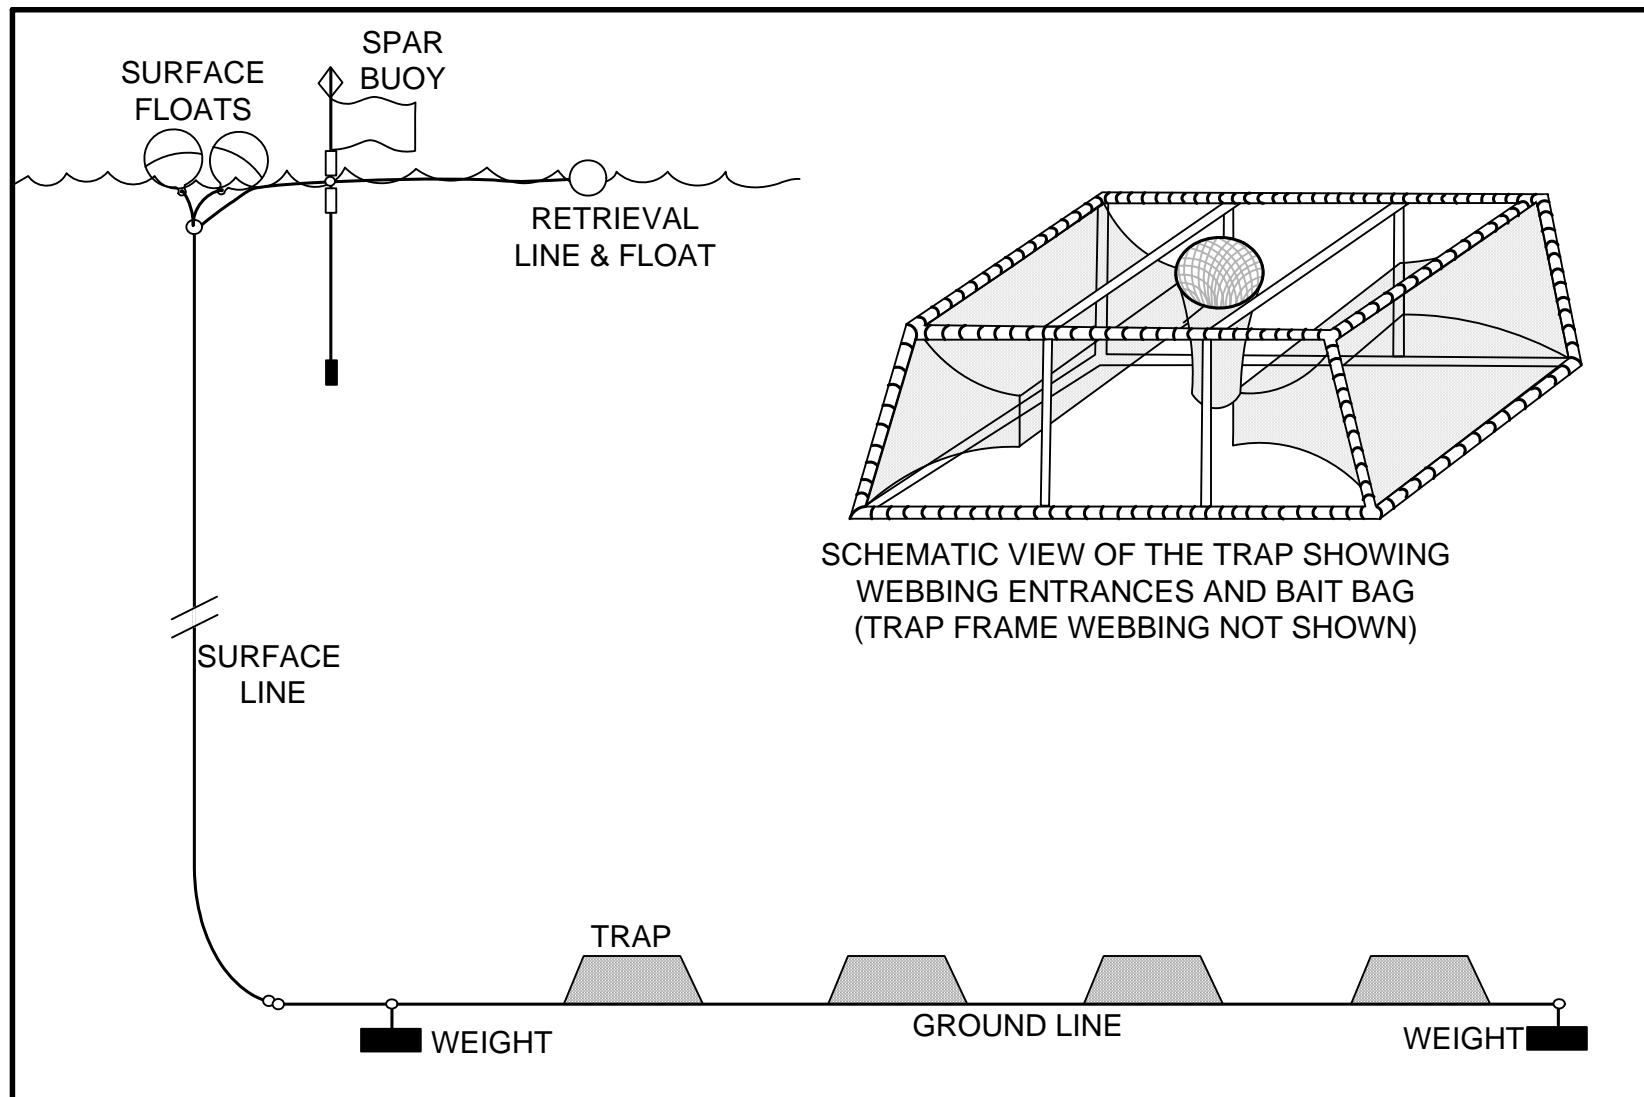 SPAR
BUOY
SURFACE
FLOATS
RETRIEVAL
LINE & FLOAT
SCHEMATIC VIEW OF THE TRAP SHOWING
WEBBING ENTRANCES AND BAIT BAG
(TRAP FRAME WEBBING NOT SHOWN)
SURFACE
LINE
TRAP
GROUND LINE
WEIGHT
WEIGHT